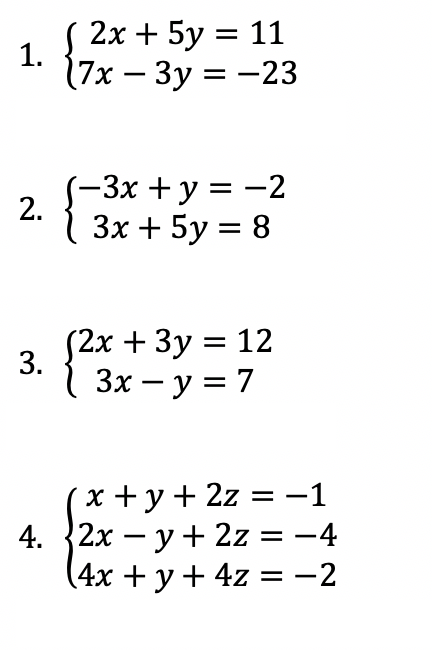 1. 2x + 5y = 11
7x − 3y = −23
2. −3x + y = −2
3x + 5y = 8
3. 2x + 3y = 12
3x − y = 7
4. x + y + 2z = −1
2x − y + 2z = −4
4x + y + 4z = −2